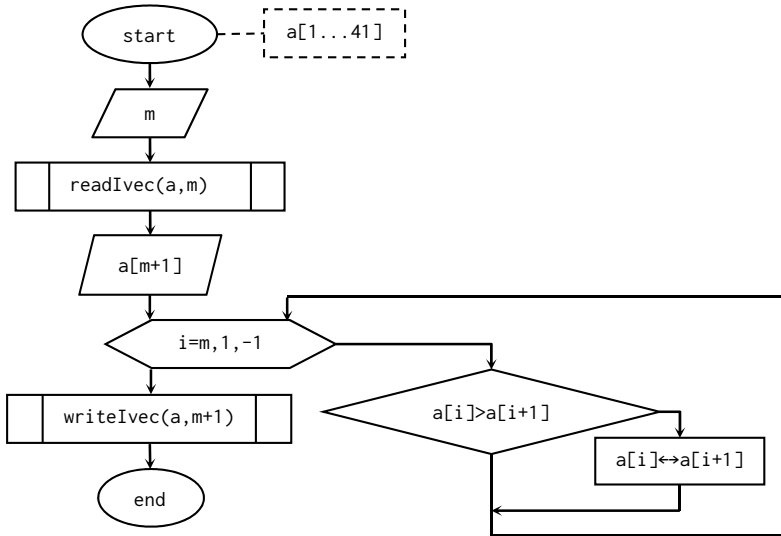 start
a[1...41]
m
readIvec(a,m)
a[m+1]
i=m,1,-1
a[i]>a[i+1]
writeIvec(a,m+1)
a[i]↔a[i+1]
end